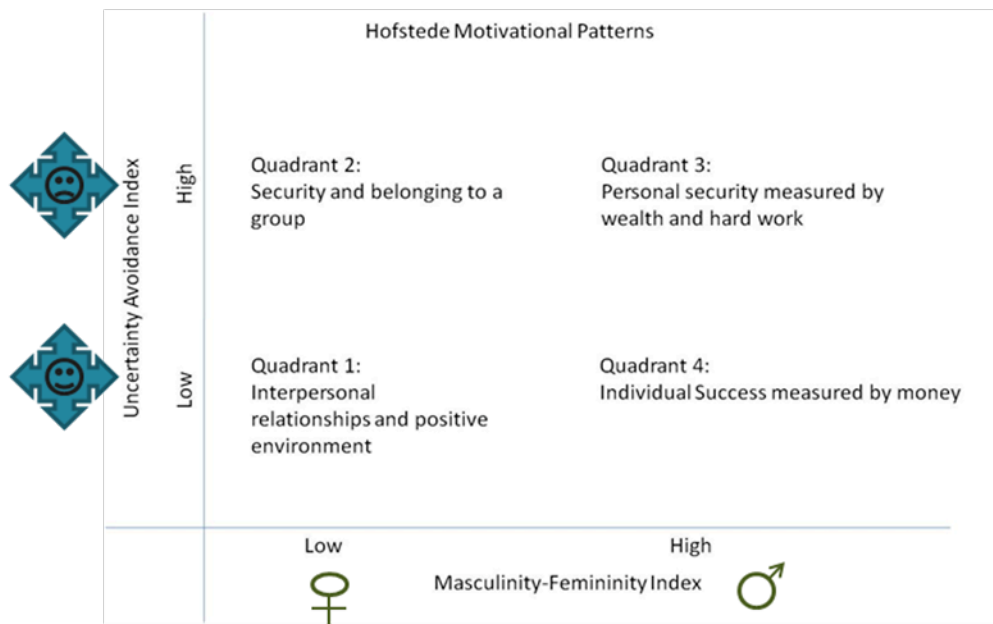 Hofstede Motivational Patterns
Uncertainty Avoidance Index
High
Quadrant 2:
Security and belonging to a
group
Quadrant 3:
Personal security measured by
wealth and hard work
Low
Quadrant 1:
Interpersonal
relationships and positive
environment
Quadrant 4:
Individual Success measured by money
Low
High
Masculinity-Femininity Index